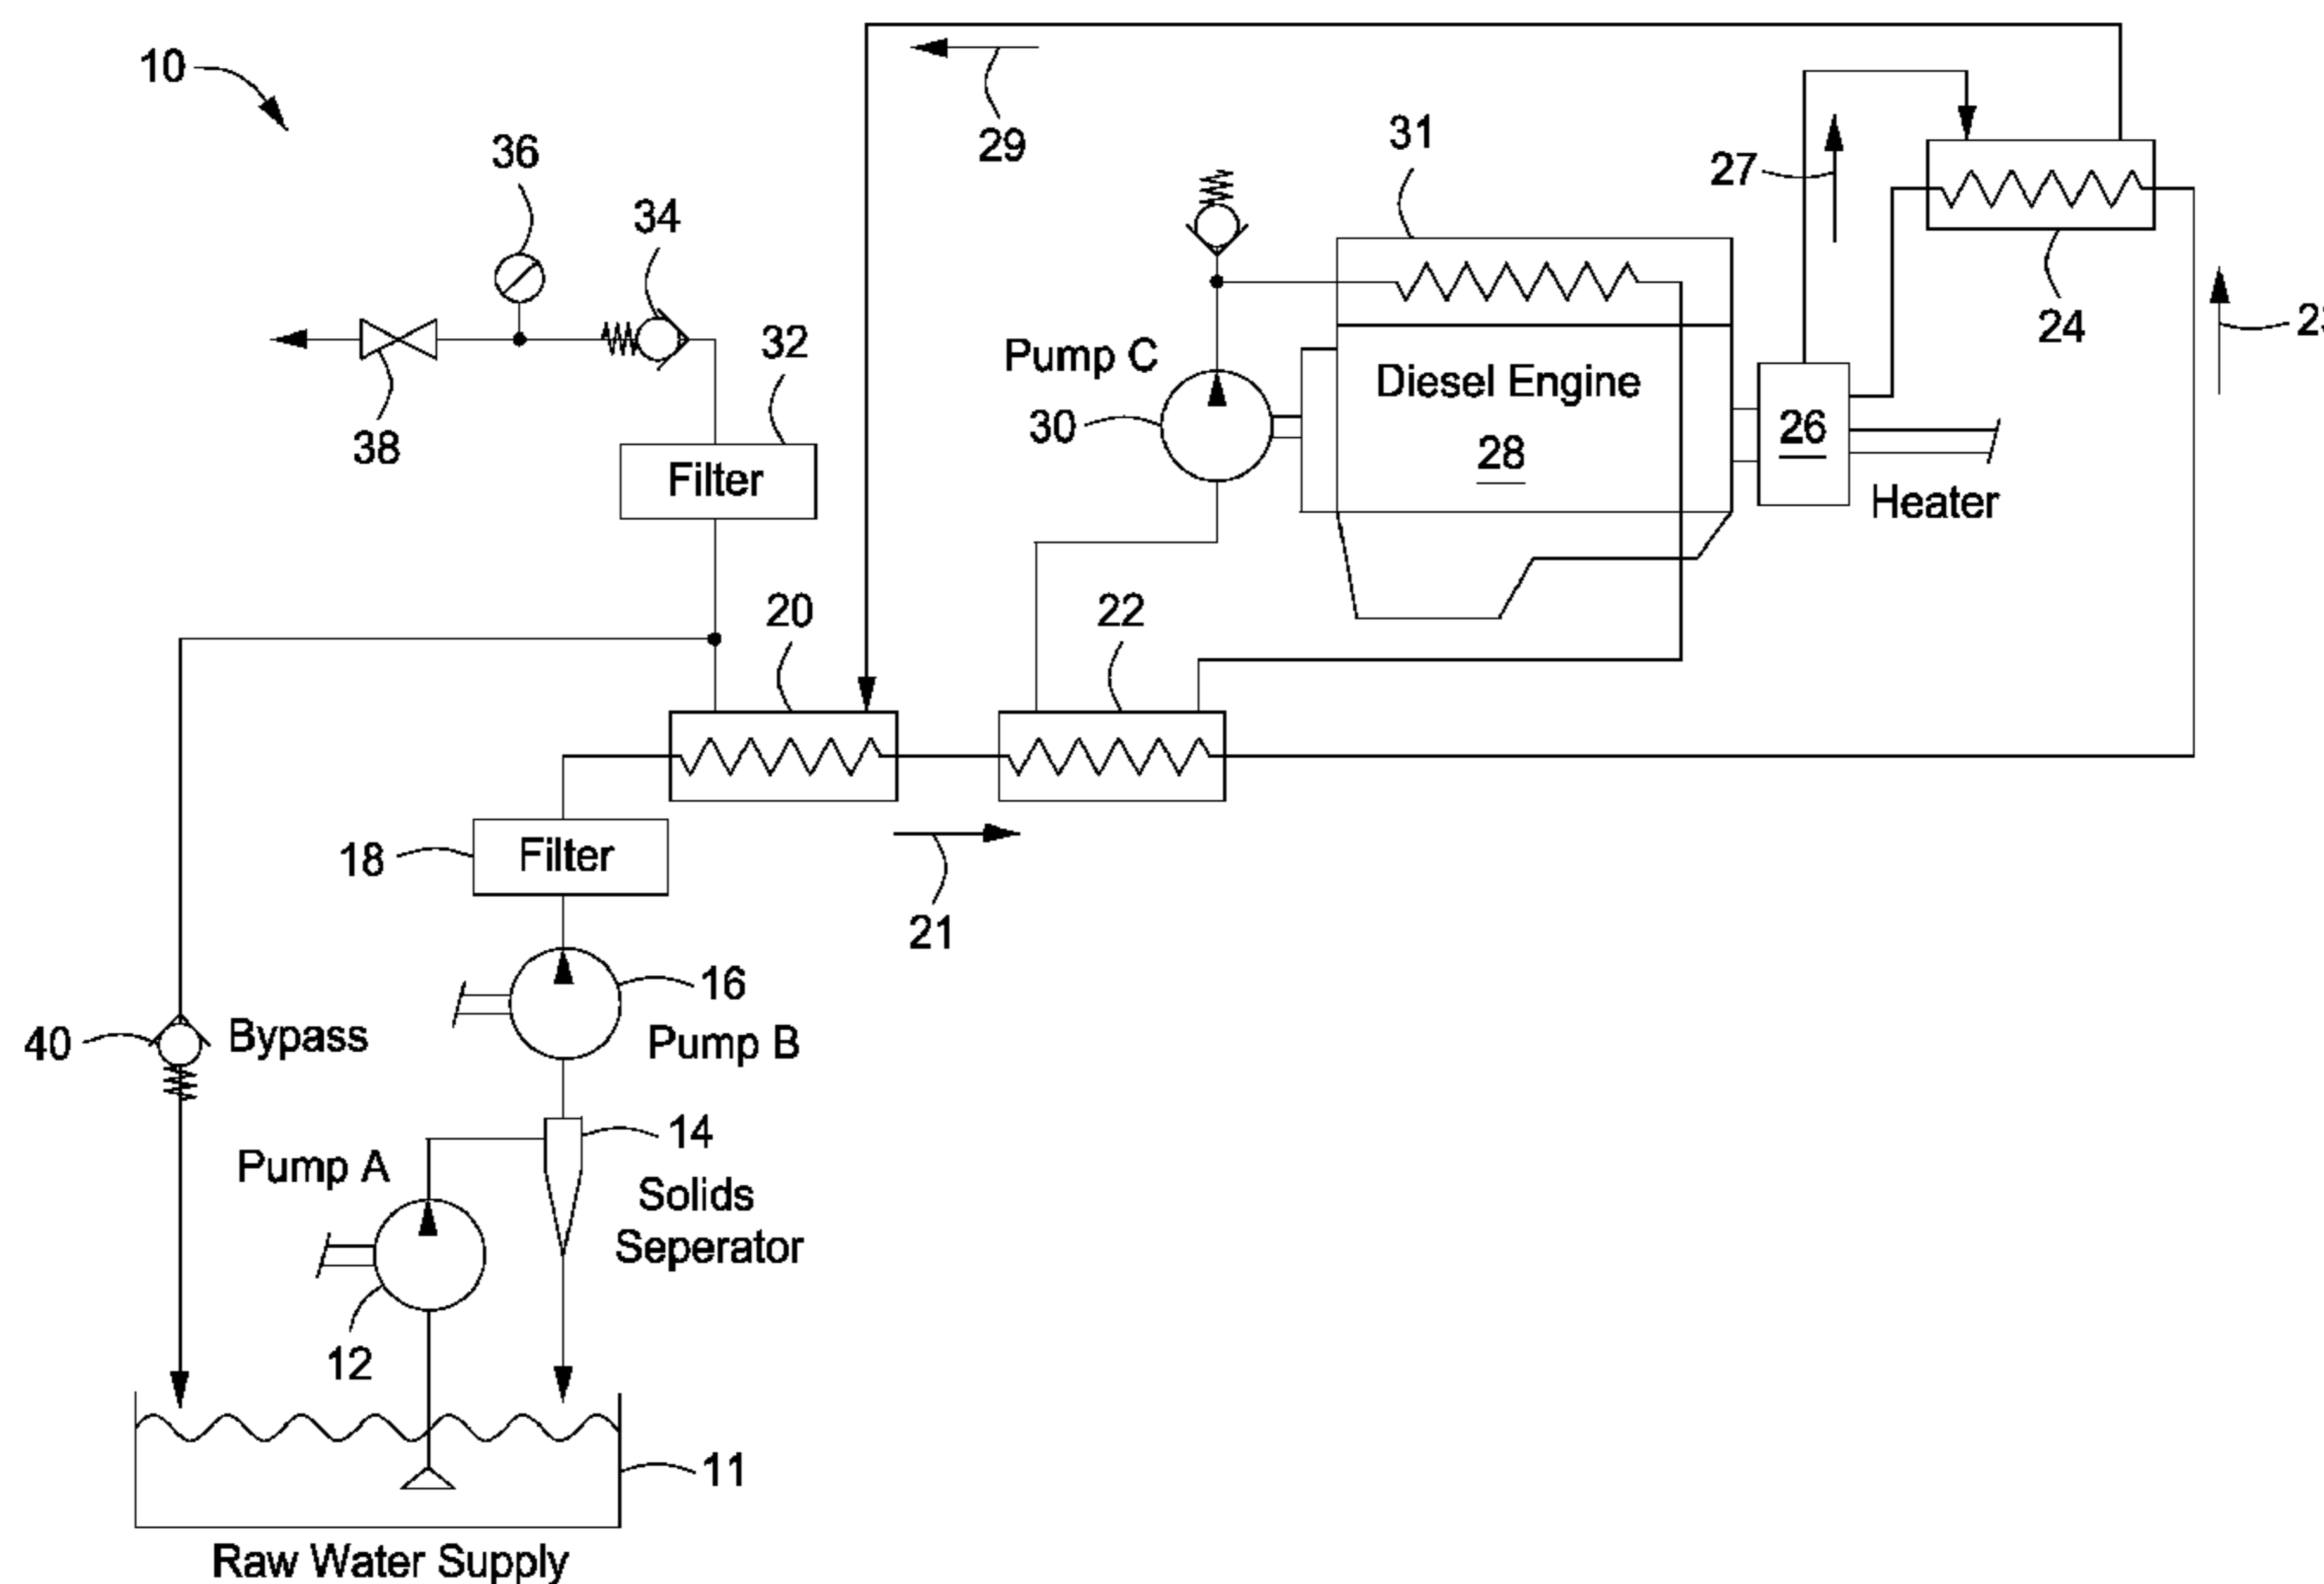 10
29
36
31
27
34
24
32
Pump C
Diesel Engine
30
28
26
38
Filter
Heater
20
22
18
Filter
21
16
40
Bypass
Pump B
14
Pump A
Solids
Seperator
12
11
Raw Water Supply